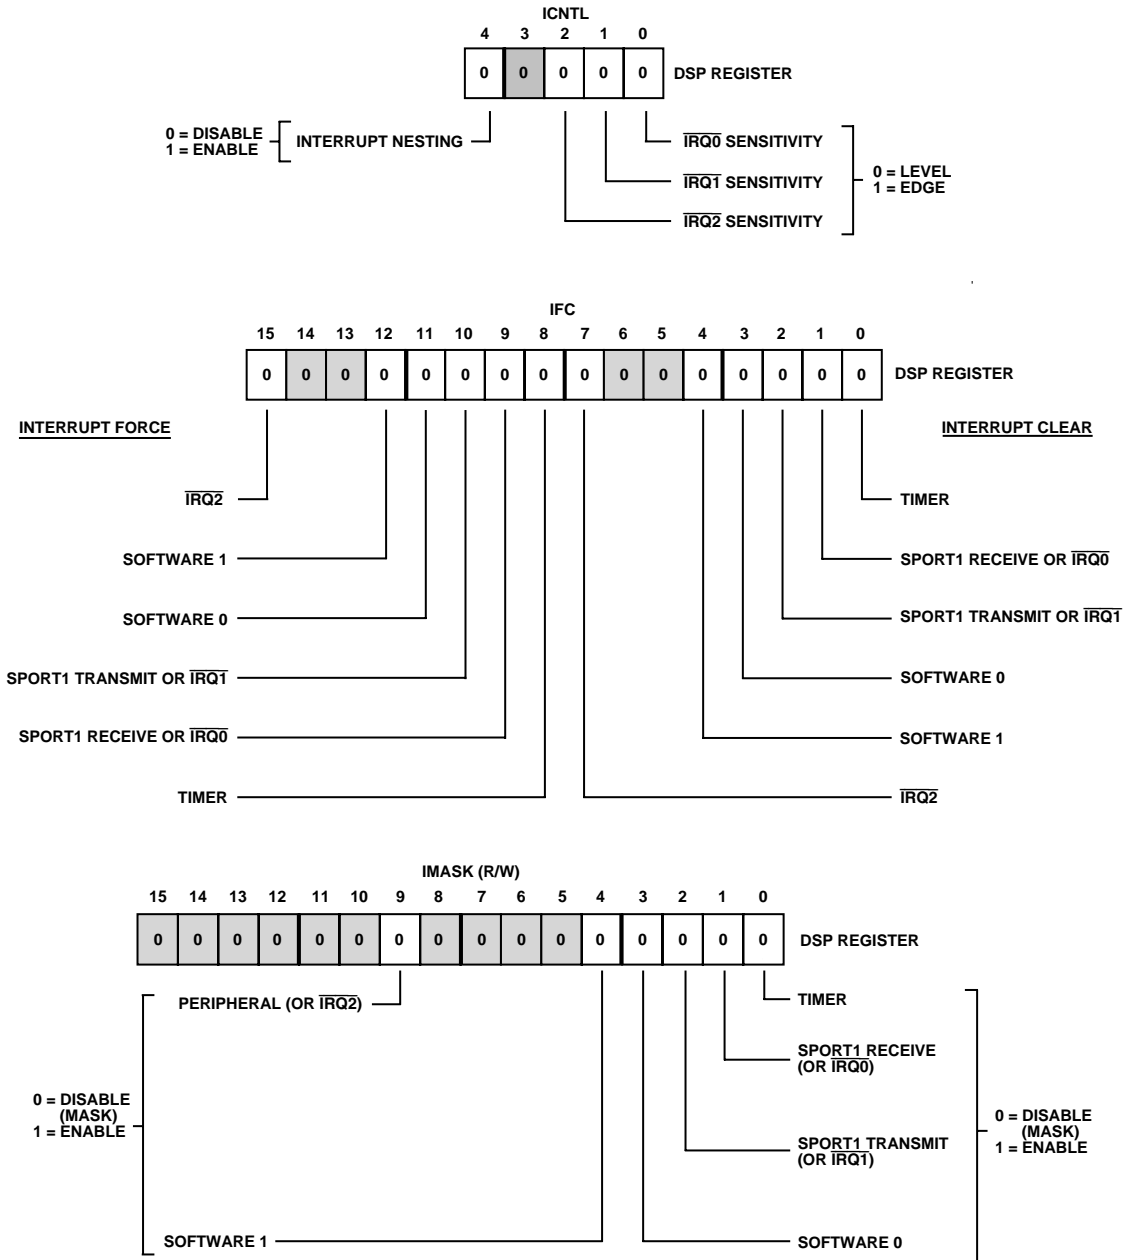 ICNTL
4 3 2 1 0
0 0 0 0 0 DSP REGISTER
0 = DISABLE
1 = ENABLE
INTERRUPT NESTING
IRQ0 SENSITIVITY
IRQ1 SENSITIVITY
IRQ2 SENSITIVITY
0 = LEVEL
1 = EDGE
IFC
15 14 13 12 11 10 9 8 7 6 5 4 3 2 1 0
0 0 0 0 0 0 0 0 0 0 0 0 0 0 0 0 DSP REGISTER
INTERRUPT FORCE
IRQ2
SOFTWARE 1
SOFTWARE 0
SPORT1 TRANSMIT OR IRQ1
SPORT1 RECEIVE OR IRQ0
TIMER
INTERRUPT CLEAR
TIMER
SPORT1 RECEIVE OR IRQ0
SPORT1 TRANSMIT OR IRQ1
SOFTWARE 0
SOFTWARE 1
IRQ2
IMASK (R/W)
15 14 13 12 11 10 9 8 7 6 5 4 3 2 1 0
0 0 0 0 0 0 0 0 0 0 0 0 0 0 0 0 DSP REGISTER
PERIPHERAL (OR IRQ2)
0 = DISABLE
(MASK)
1 = ENABLE
SOFTWARE 1
TIMER
SPORT1 RECEIVE
(OR IRQ0)
SPORT1 TRANSMIT
(OR IRQ1)
SOFTWARE 0
0 = DISABLE
(MASK)
1 = ENABLE